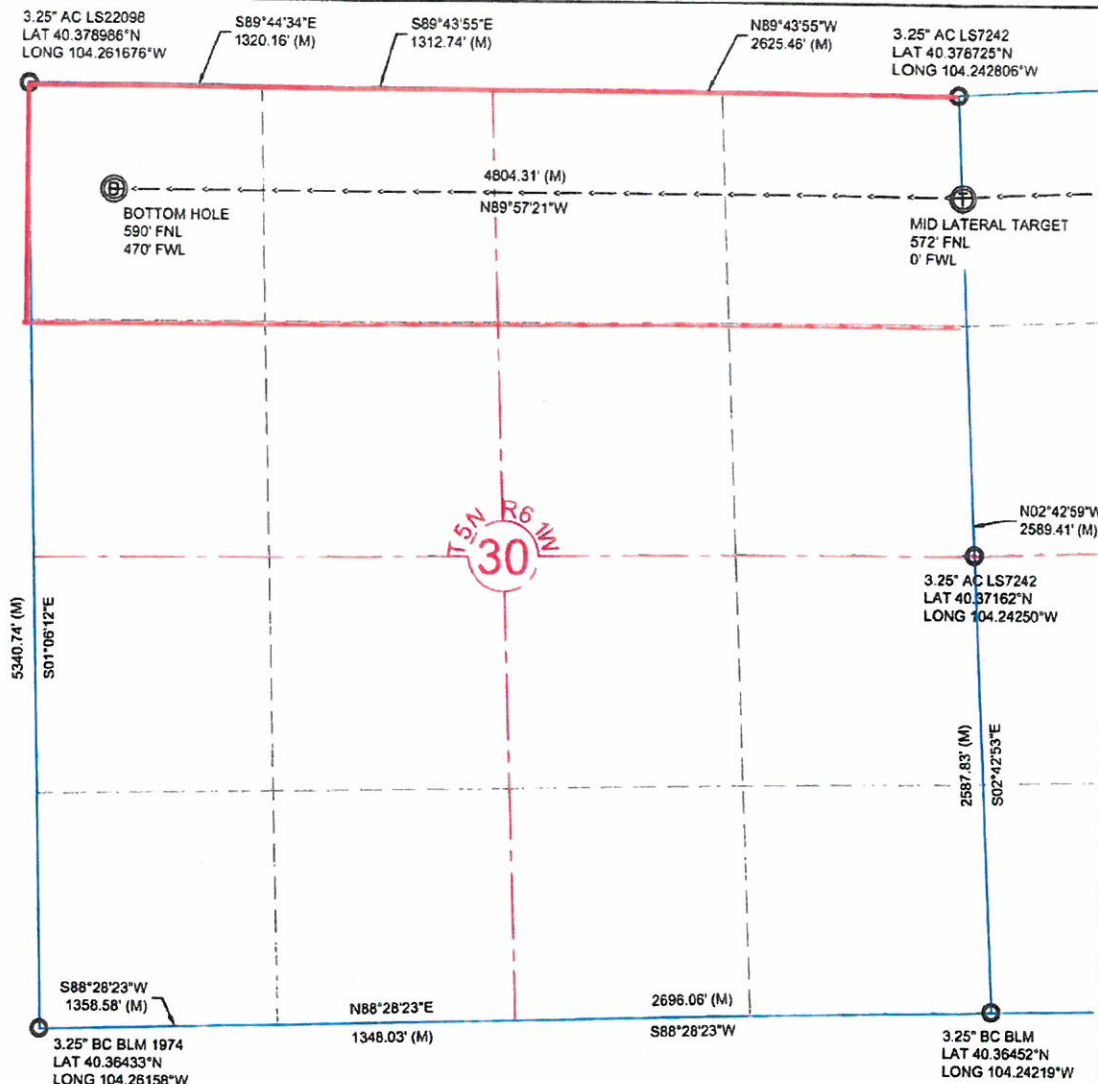 3.25" AC LS22098
LAT 40.378986°N
LONG 104.261676°W
S89°44'34"E
1320.16' (M)
S89°43'55"E
1312.74' (M)
N89°43'55"W
2625.46' (M)
3.25" AC LS7242
LAT 40.378725°N
LONG 104.242806°W
B
BOTTOM HOLE
590' FNL
470' FWL
4804.31' (M)
N89°57'21"W
T
MID LATERAL TARGET
572' FNL
0' FWL
T 5N R61W
30
N02°42'59"W
2589.41' (M)
3.25" AC LS7242
LAT 40.37162°N
LONG 104.24250°W
5340.74' (M)
S01°06'12"E
2587.83' (M)
S02°42'53"E
S88°28'23"W
1358.58' (M)
N88°28'23"E
1348.03' (M)
2696.06' (M)
S88°28'23"W
3.25" BC BLM 1974
LAT 40.36433°N
LONG 104.26158°W
3.25" BC BLM
LAT 40.36452°N
LONG 104.24219°W